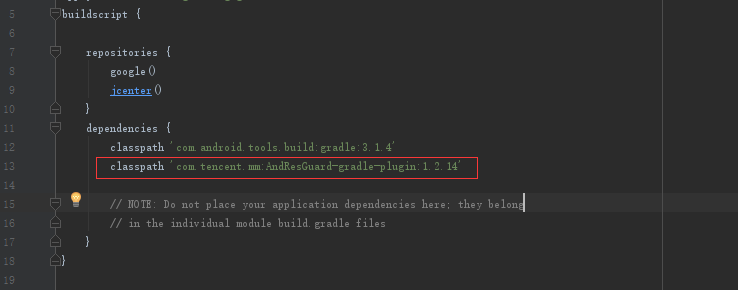 5 buildscript {
6
7 repositories {
8 google()
9 jcenter()
10 }
11 dependencies {
12 classpath 'com.android.tools.build:gradle:3.1.4'
13 classpath 'com.tencent.mm:AndResGuard-gradle-plugin:1.2.14'
14
15 // NOTE: Do not place your application dependencies here; they belong
16 // in the individual module build.gradle files
17 }
18 }
19